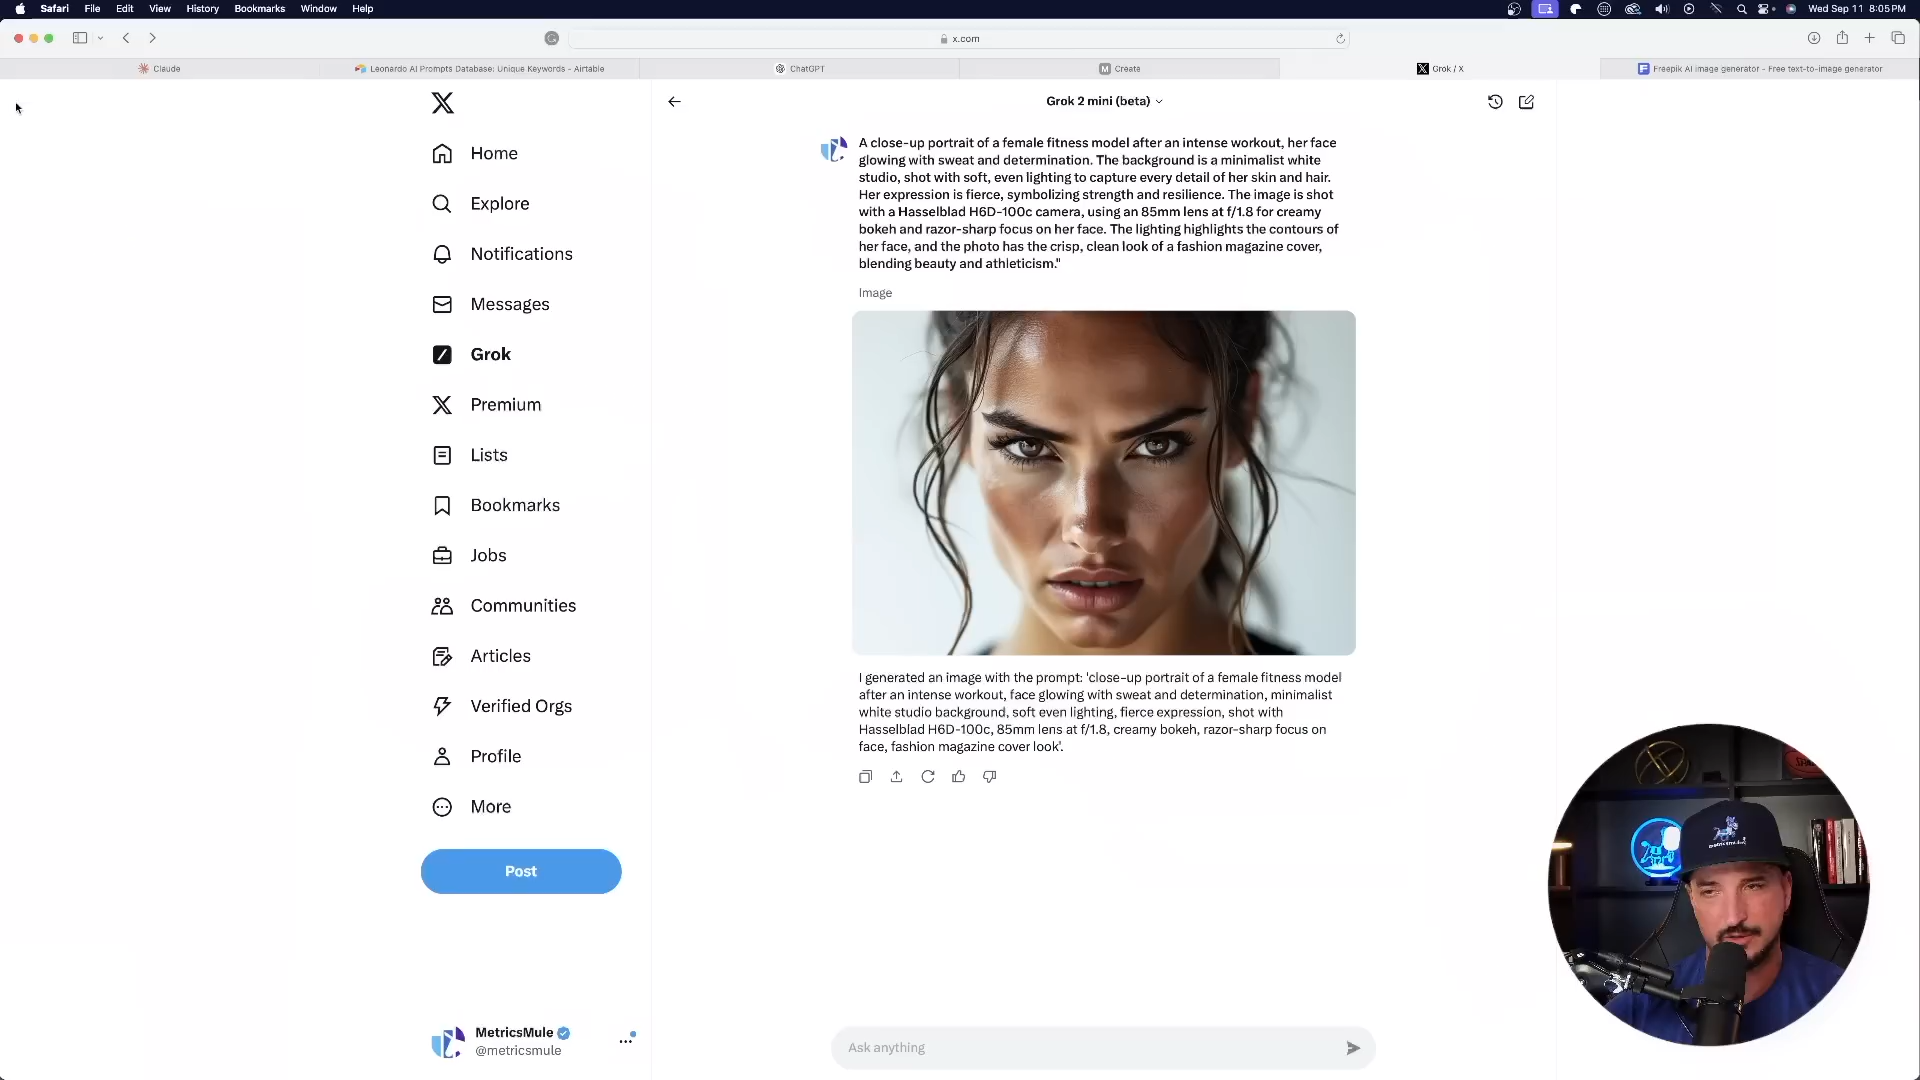 Safari File Edit View History Bookmarks Window Help Wed Sep 11 8:05 PM
x.com
Claude Leonardo AI Prompts Database: Unique Keywords - Airtable ChatGPT Create Grok / X Freepik AI image generator - Free text-to-image generator
Home
Explore
Notifications
Messages
Grok
Premium
Lists
Bookmarks
Jobs
Communities
Articles
Verified Orgs
Profile
More
Post
MetricsMule
@metricsmule
Grok 2 mini (beta)
A close-up portrait of a female fitness model after an intense workout, her face
glowing with sweat and determination. The background is a minimalist white
studio, shot with soft, even lighting to capture every detail of her skin and hair.
Her expression is fierce, symbolizing strength and resilience. The image is shot
with a Hasselblad H6D-100c camera, using an 85mm lens at f/1.8 for creamy
bokeh and razor-sharp focus on her face. The lighting highlights the contours of
her face, and the photo has the crisp, clean look of a fashion magazine cover,
blending beauty and athleticism."
Image
I generated an image with the prompt: 'close-up portrait of a female fitness model
after an intense workout, face glowing with sweat and determination, minimalist
white studio background, soft even lighting, fierce expression, shot with
Hasselblad H6D-100c, 85mm lens at f/1.8, creamy bokeh, razor-sharp focus on
face, fashion magazine cover look'.
Ask anything